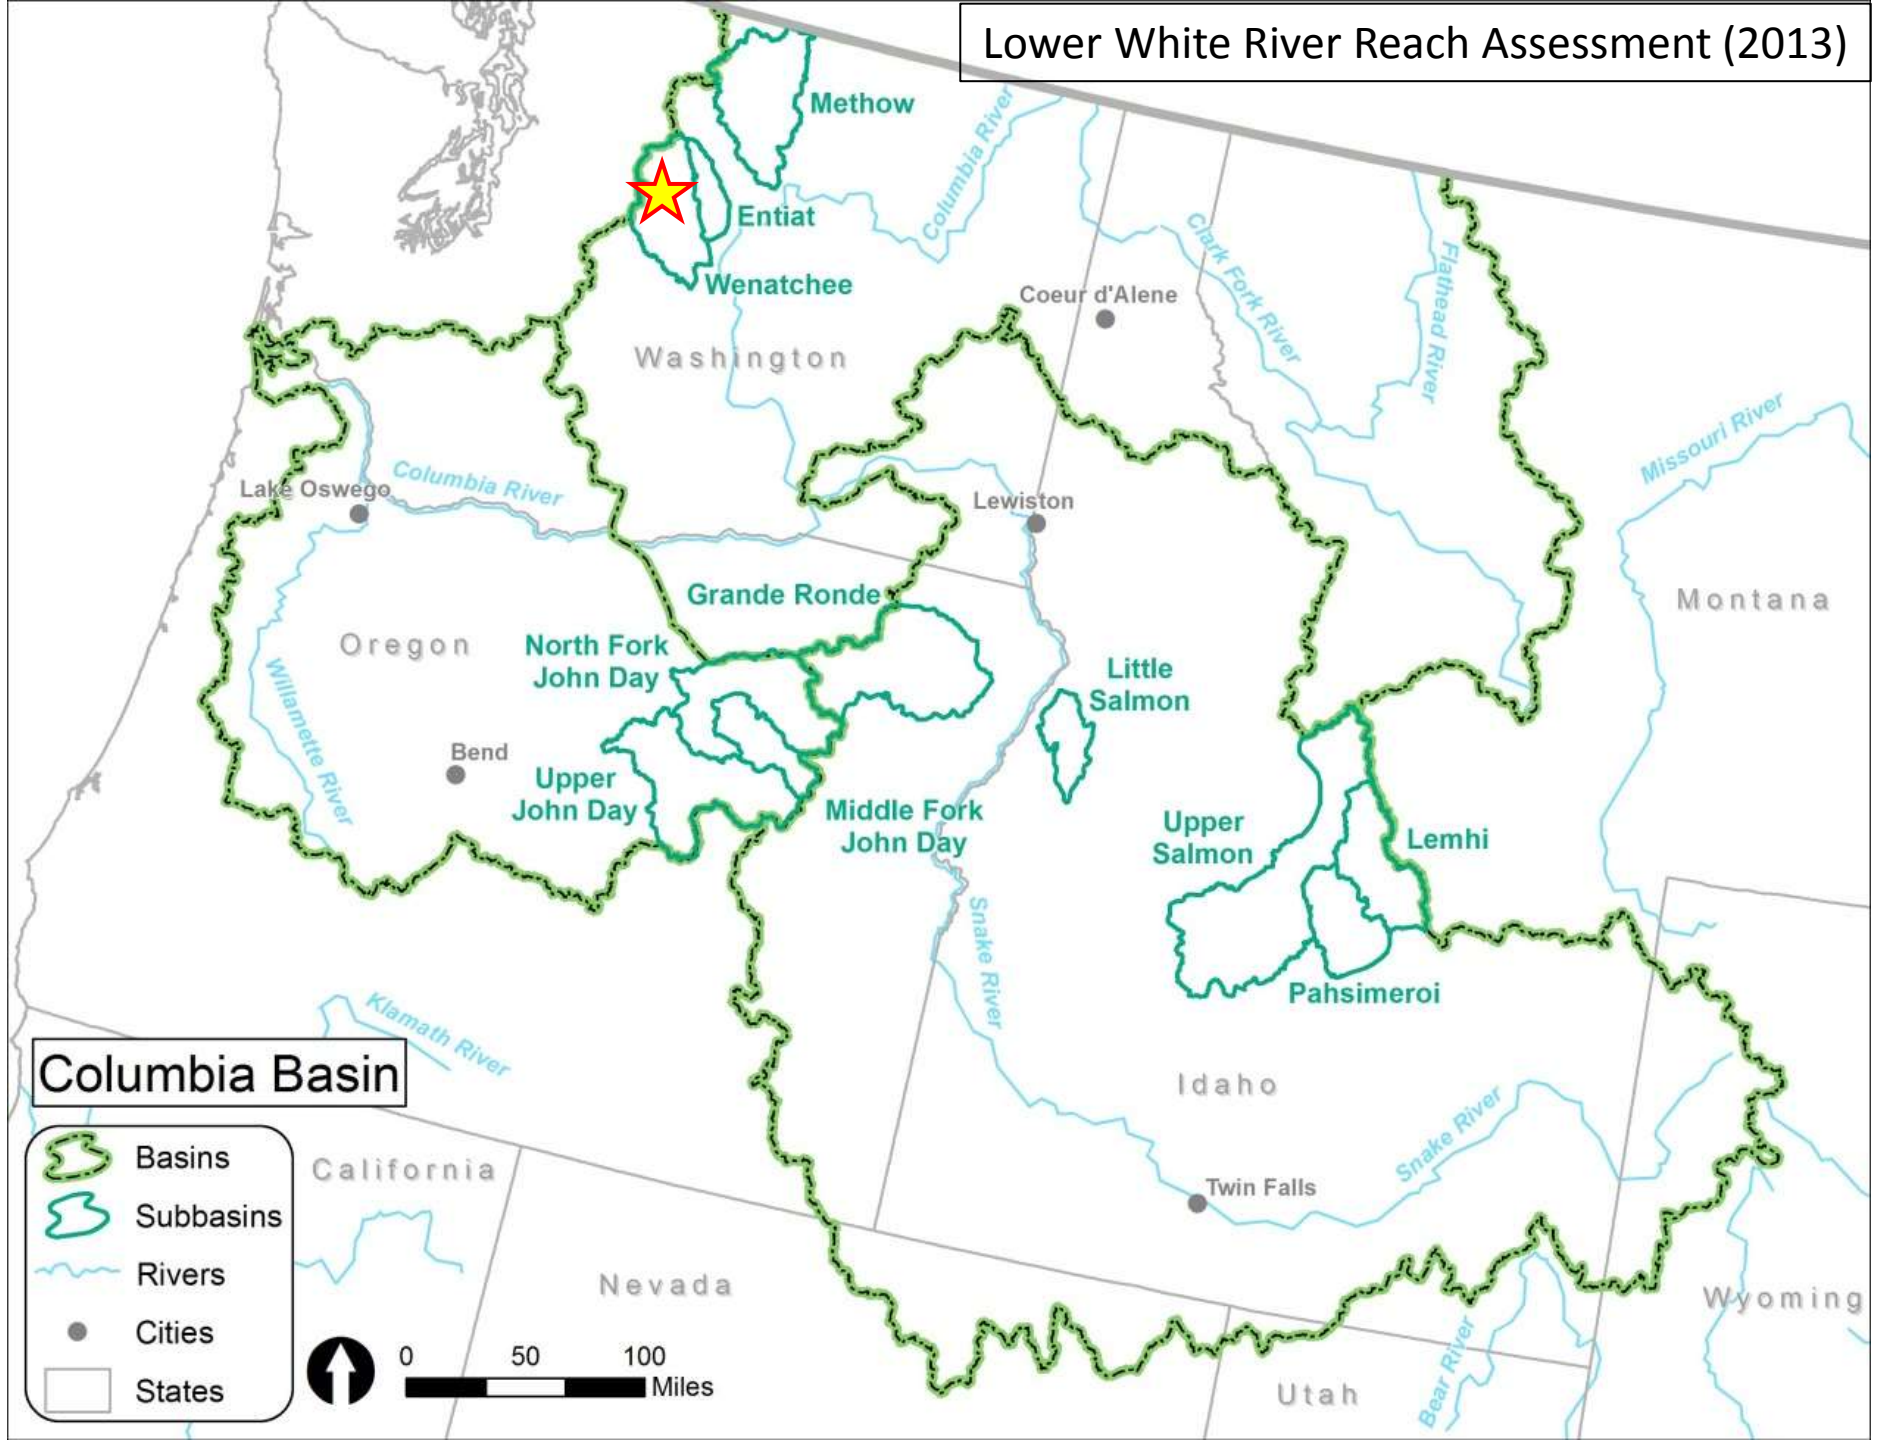 Lower White River Reach Assessment (2013)
Methow
Columbia River
Entiat
Wenatchee
Clark Fork River
Flathead River
Coeur d'Alene
Washington
Missouri River
Lake Oswego
Columbia River
Lewiston
Grande Ronde
Montana
Oregon
North Fork
John Day
Little
Salmon
Willamette River
Bend
Upper
John Day
Middle Fork
John Day
Upper
Salmon
Lemhi
Snake River
Pahsimeroi
Klamath River
Columbia Basin
Idaho
Snake River
Basins
California
Subbasins
Twin Falls
Rivers
Nevada
Wyoming
Cities
States
0 50 100
Miles
Utah
Bear River